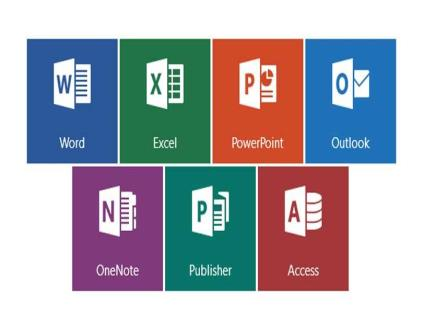 W X P O
Word Excel PowerPoint Outlook
N P A
OneNote Publisher Access